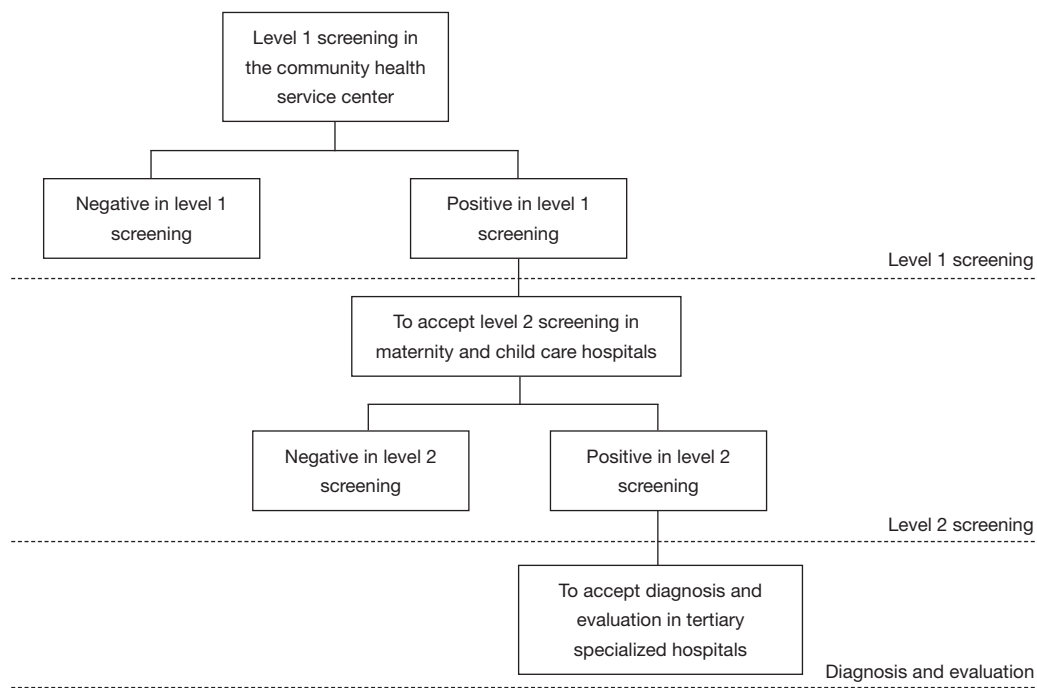 Level 1 screening in
the community health
service center
Negative in level 1
screening
Positive in level 1
screening
Level 1 screening
To accept level 2 screening in
maternity and child care hospitals
Negative in level 2
screening
Positive in level 2
screening
Level 2 screening
To accept diagnosis and
evaluation in tertiary
specialized hospitals
Diagnosis and evaluation